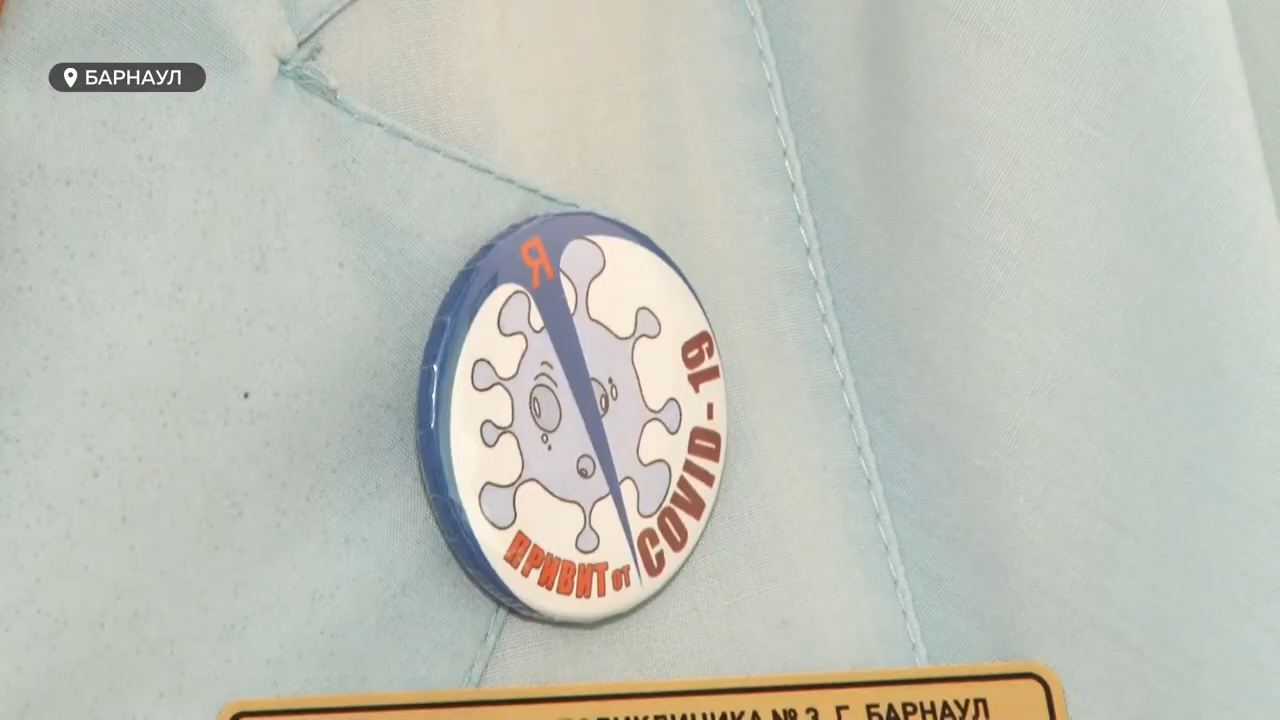 БАРНАУЛ
Я
ПРИВИТ ОТ COVID-19
ПОЛИКЛИНИКА № 3, Г. БАРНАУЛ